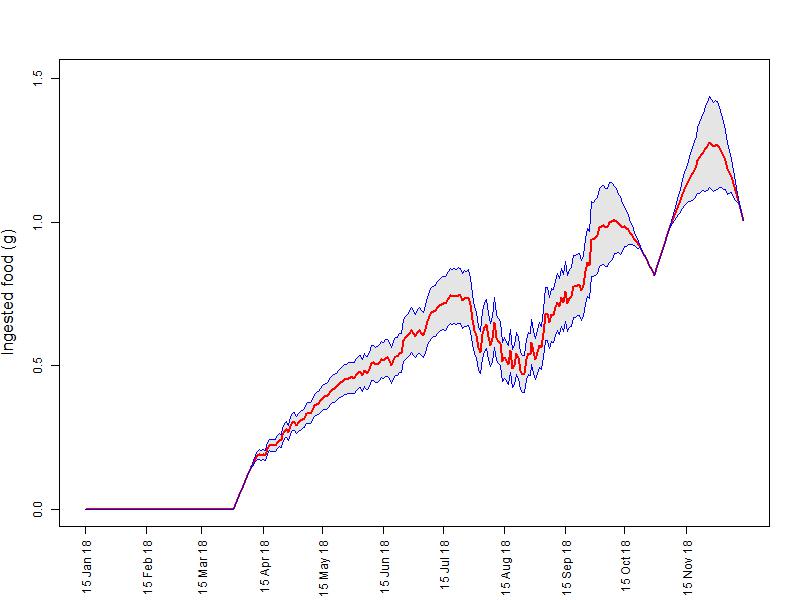 Ingested food (g)
1.5
1.0
0.5
0.0
15 Jan 18
15 Feb 18
15 Mar 18
15 Apr 18
15 May 18
15 Jun 18
15 Jul 18
15 Aug 18
15 Sep 18
15 Oct 18
15 Nov 18